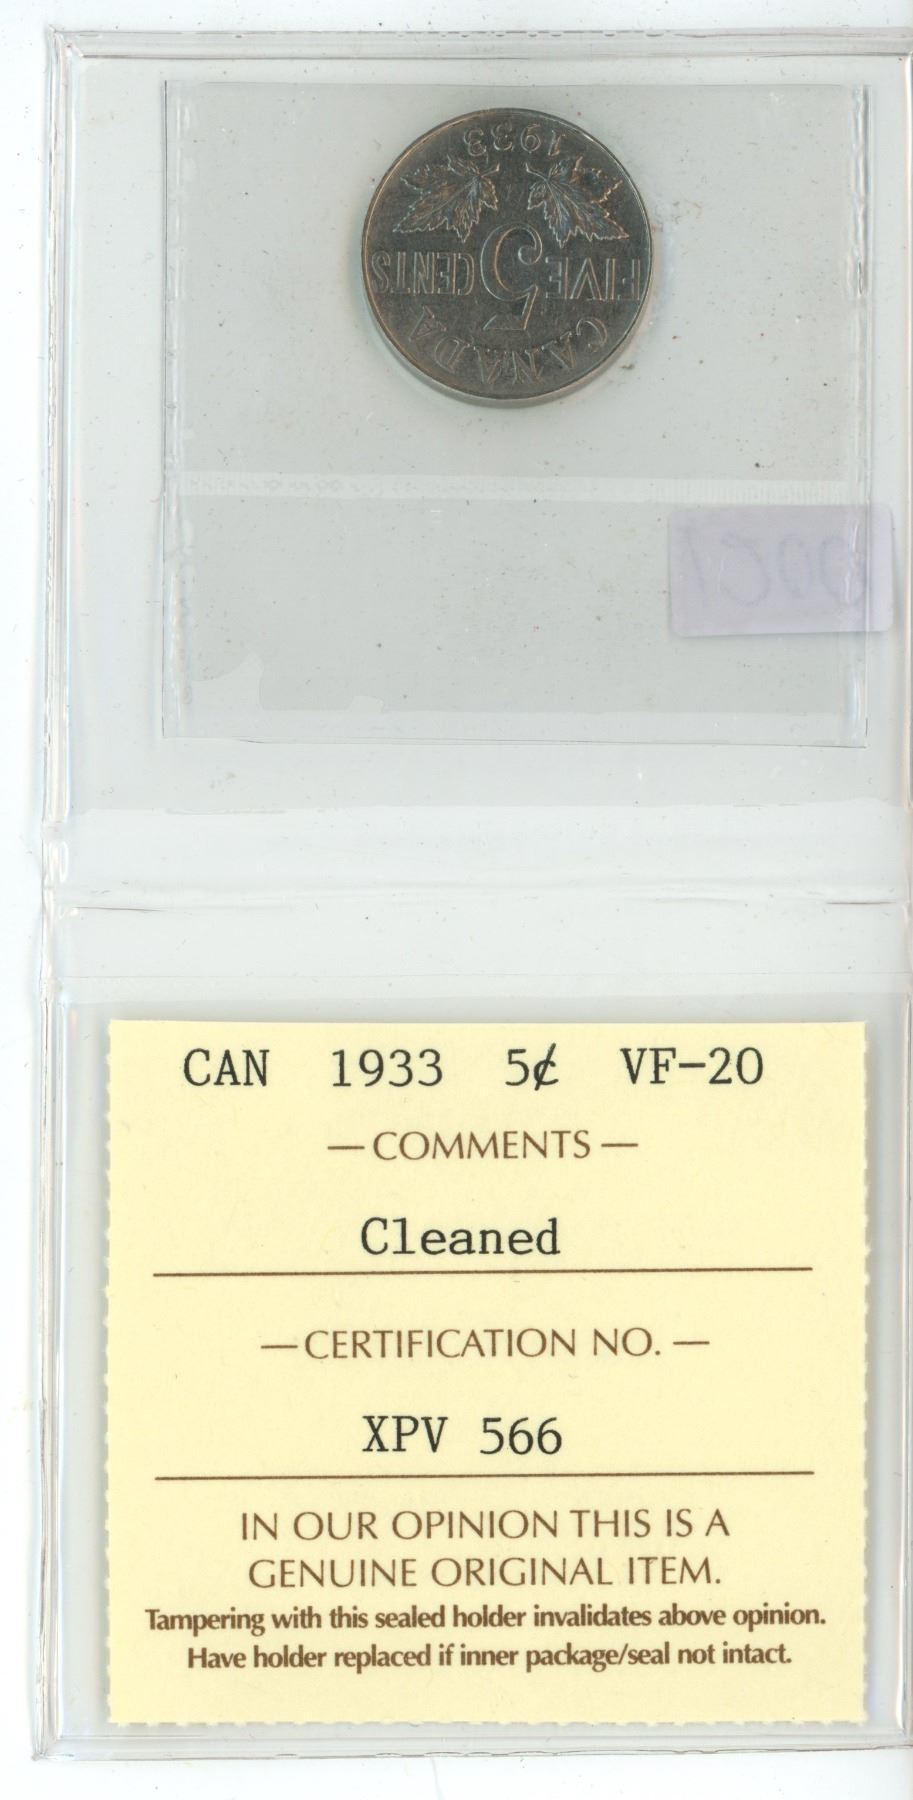 1933
FIVE 5 CENTS
CANADA
CAN 1933 5¢ VF-20
— COMMENTS —
Cleaned
— CERTIFICATION NO. —
XPV 566
IN OUR OPINION THIS IS A
GENUINE ORIGINAL ITEM.
Tampering with this sealed holder invalidates above opinion.
Have holder replaced if inner package/seal not intact.